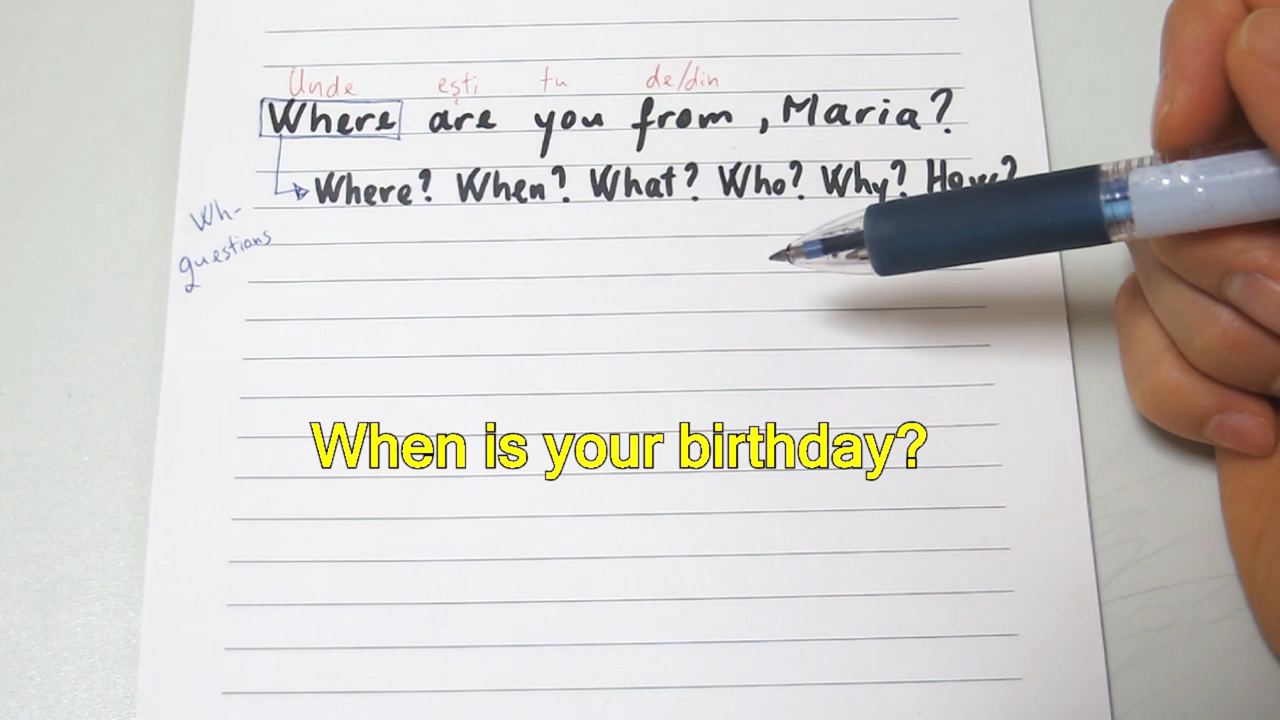 Unde ești tu de/din
Where are you from, Maria?
Where? When? What? Who? Why? How?
Wh-
questions
When is your birthday?